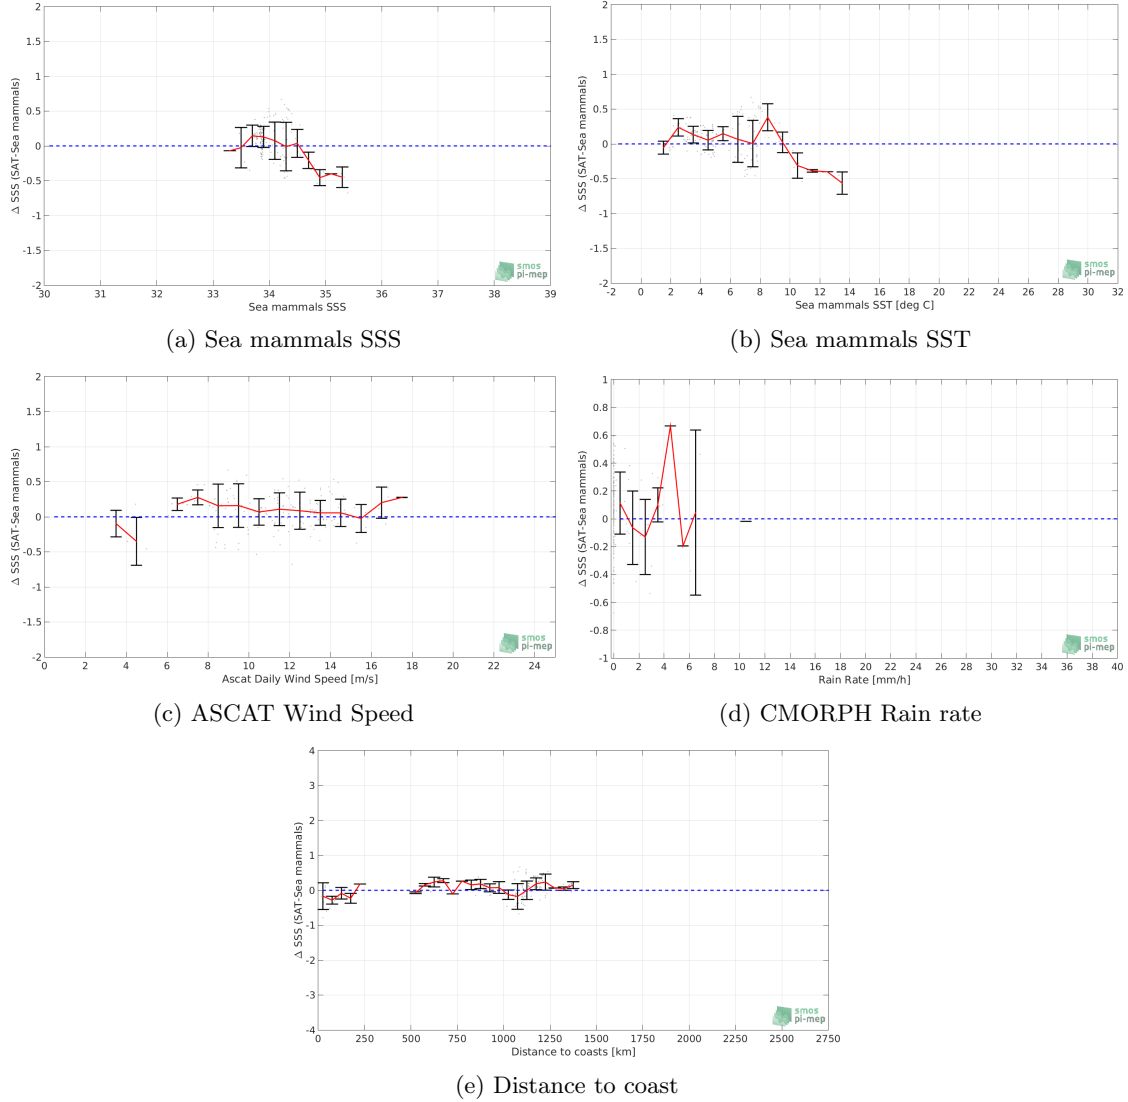 2
1.5
1
0.5
0
-0.5
-1
-1.5
-2
Δ SSS (SAT-Sea mammals)
30 31 32 33 34 35 36 37 38 39
Sea mammals SSS
smos
pi-mep
(a) Sea mammals SSS
2
1.5
1
0.5
0
-0.5
-1
-1.5
-2
Δ SSS (SAT-Sea mammals)
-2 0 2 4 6 8 10 12 14 16 18 20 22 24 26 28 30 32
Sea mammals SST [deg C]
smos
pi-mep
(b) Sea mammals SST
2
1.5
1
0.5
0
-0.5
-1
-1.5
-2
Δ SSS (SAT-Sea mammals)
0 2 4 6 8 10 12 14 16 18 20 22 24
Ascat Daily Wind Speed [m/s]
smos
pi-mep
(c) ASCAT Wind Speed
1
0.8
0.6
0.4
0.2
0
-0.2
-0.4
-0.6
-0.8
-1
Δ SSS (SAT-Sea mammals)
0 2 4 6 8 10 12 14 16 18 20 22 24 26 28 30 32 34 36 38 40
Rain Rate [mm/h]
smos
pi-mep
(d) CMORPH Rain rate
4
3
2
1
0
-1
-2
-3
-4
Δ SSS (SAT-Sea mammals)
0 250 500 750 1000 1250 1500 1750 2000 2250 2500 2750
Distance to coasts [km]
smos
pi-mep
(e) Distance to coast